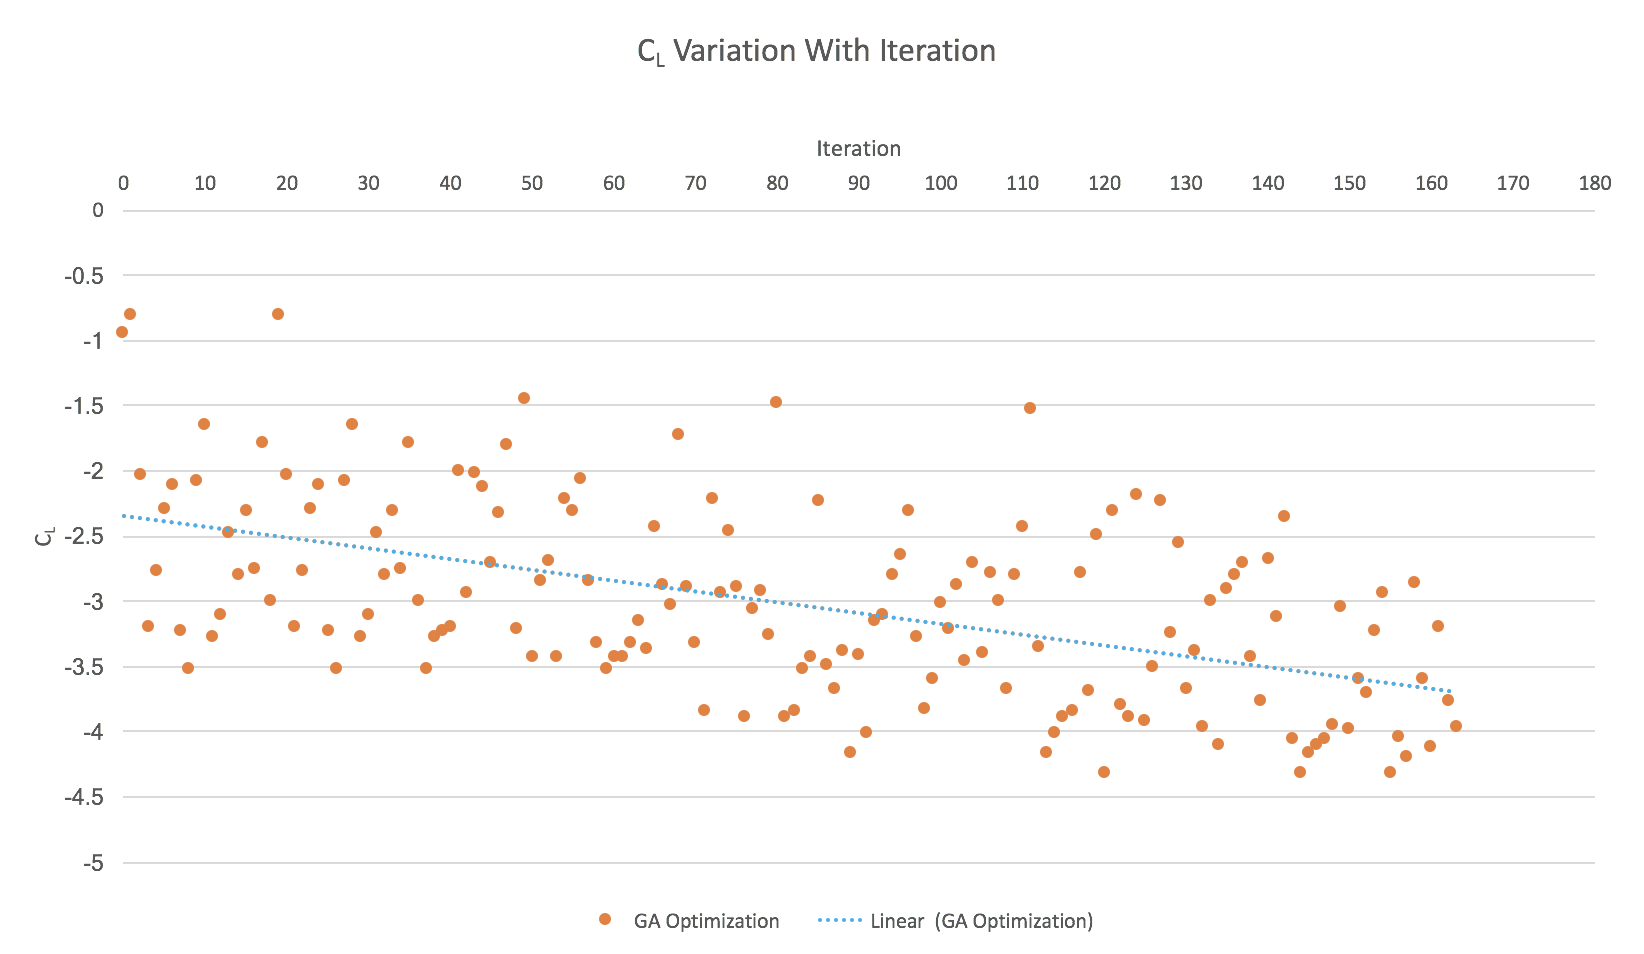 CL Variation With Iteration
Iteration
0 10 20 30 40 50 60 70 80 90 100 110 120 130 140 150 160 170 180
0
-0.5
-1
-1.5
-2
-2.5
-3
-3.5
-4
-4.5
-5
CL
GA Optimization Linear (GA Optimization)